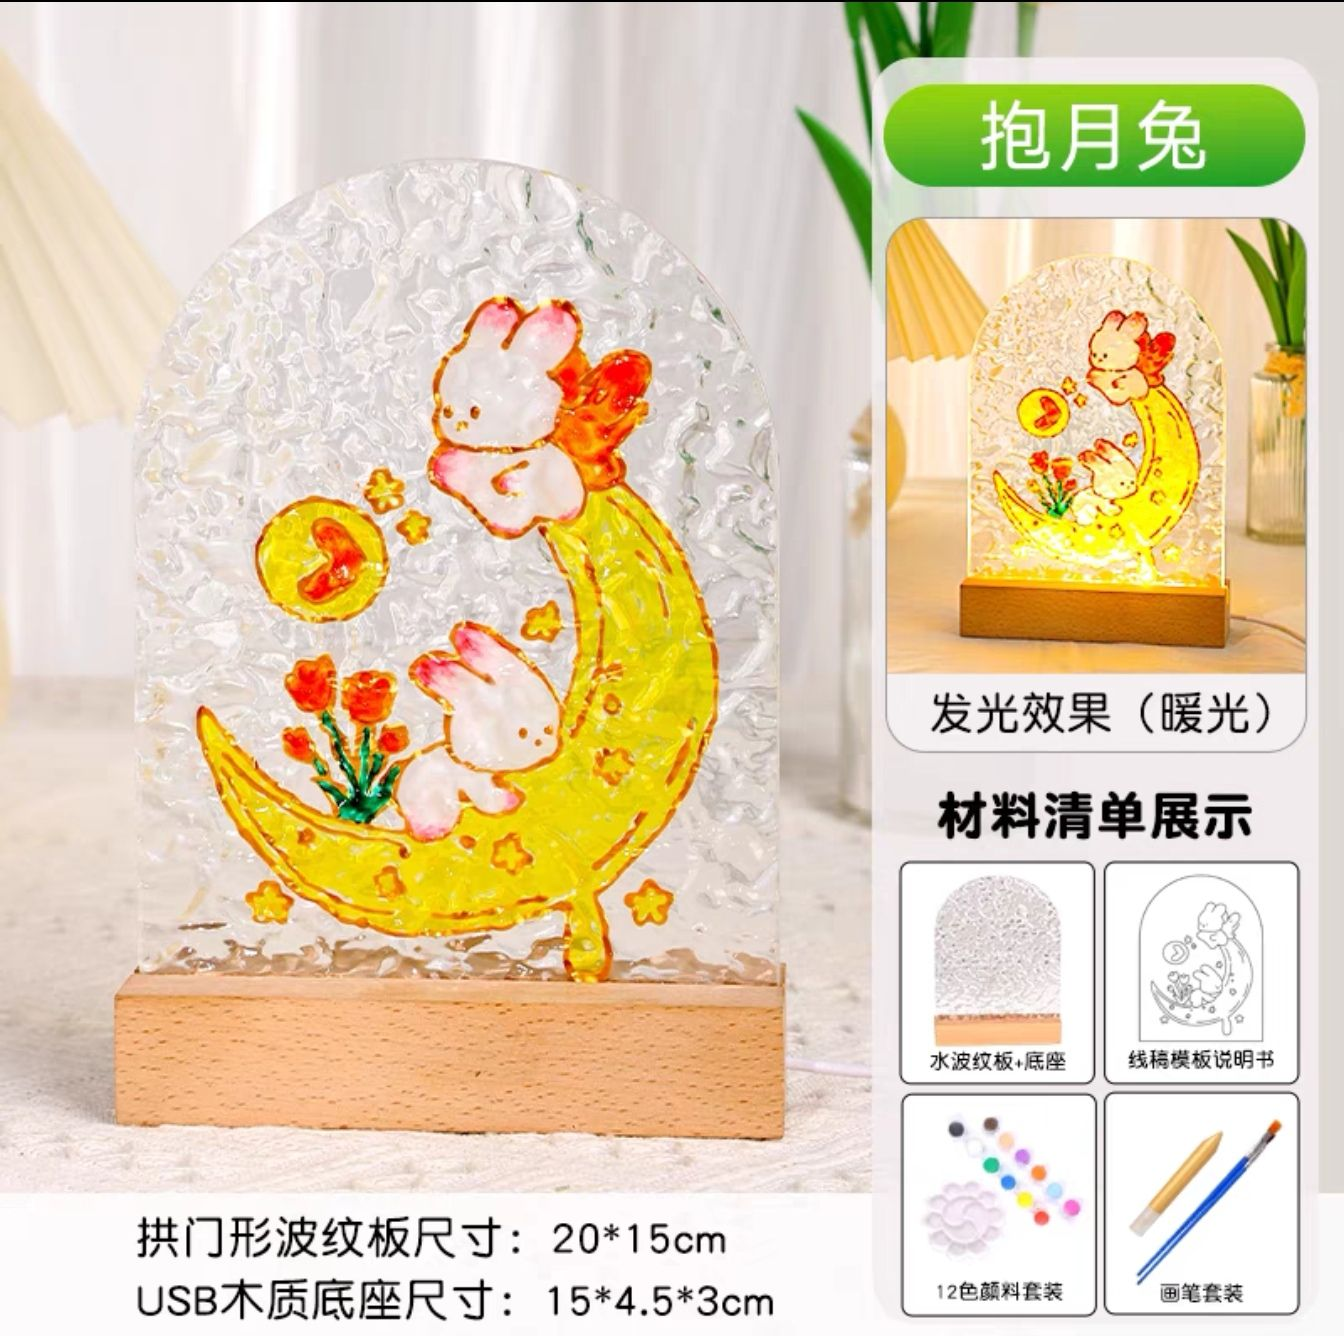 抱月兔
发光效果（暖光）
材料清单展示
水波纹板+底座
线稿模板说明书
12色颜料套装
画笔套装
拱门形波纹板尺寸：20*15cm
USB木质底座尺寸：15*4.5*3cm